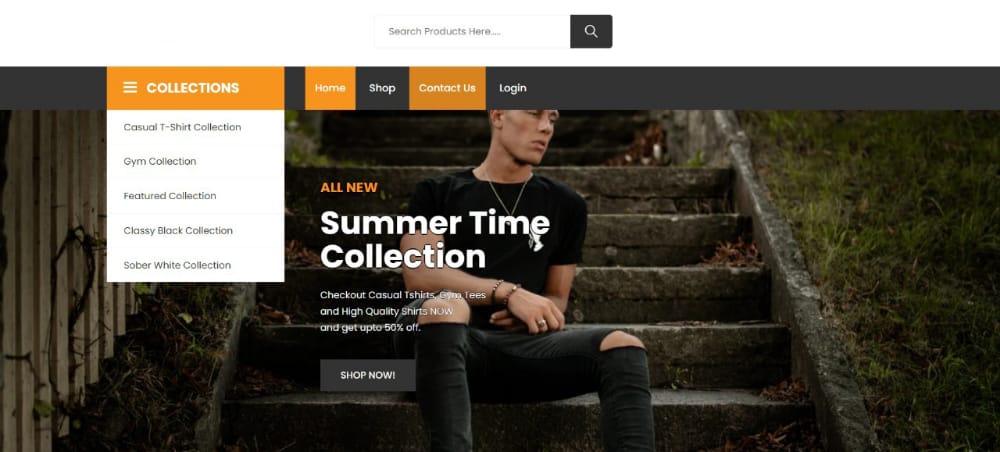 Search Products Here.....
COLLECTIONS
Home
Shop
Contact Us
Login
Casual T-Shirt Collection
Gym Collection
Featured Collection
Classy Black Collection
Sober White Collection
ALL NEW
Summer Time
Collection
Checkout Casual Tshirts, Gym Tees
and High Quality Shirts NOW
and get upto 50% off.
SHOP NOW!